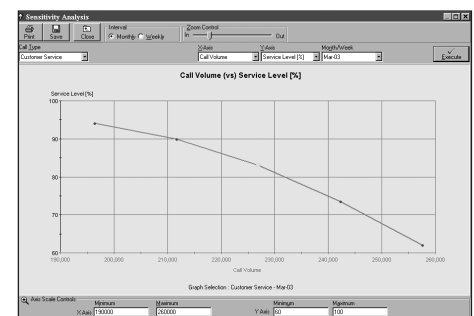 Sensitivity Analysis
Print Save Close
Interval
Monthly Weekly
Zoom Control
In Out
Call Type
Customer Service
X-Axis
Call Volume
Y-Axis
Service Level [%]
Month/Week
Mar-03
Execute
Call Volume (vs) Service Level [%]
Service Level [%]
100
90
80
70
60
190,000 200,000 210,000 220,000 230,000 240,000 250,000 260,000
Call Volume
Graph Selection : Customer Service - Mar-03
Axis Scale Controls
Minimum Maximum Minimum Maximum
X Axis 190000 260000 Y Axis 60 100